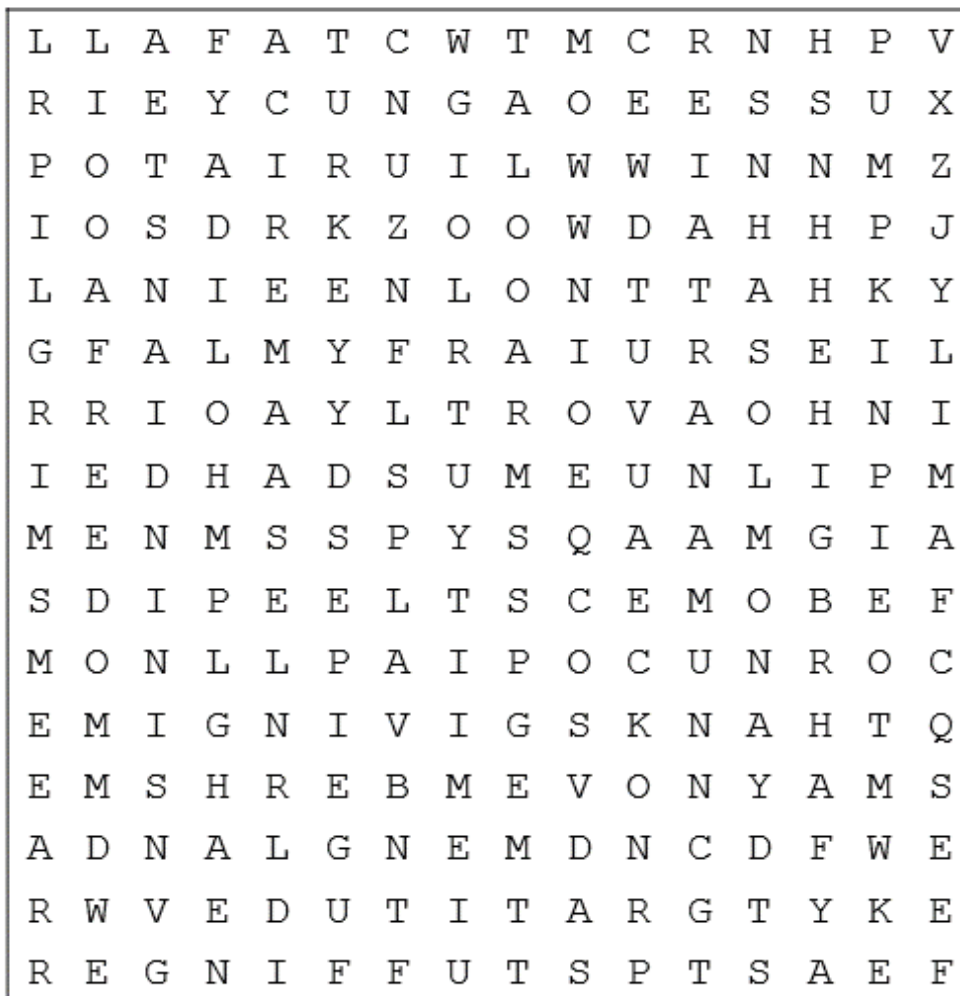 L L A F A T C W T M C R N H P V
R I E Y C U N G A O E E S S U X
P O T A I R U I L W W I N N M Z
I O S D R K Z O O W D A H H P J
L A N I E E N L O N T T A H K Y
G F A L M Y F R A I U R S E I L
R R I O A Y L T R O V A O H N I
I E D H A D S U M E U N L I P M
M E N M S S P Y S Q A A M G I A
S D I P E E L T S C E M O B E F
M O N L L P A I P O C U N R O C
E M I G N I V I G S K N A H T Q
E M S H R E B M E V O N Y A M S
A D N A L G N E M D N C D F W E
R W V E D U T I T A R G T Y K E
R E G N I F F U T S P T S A E F